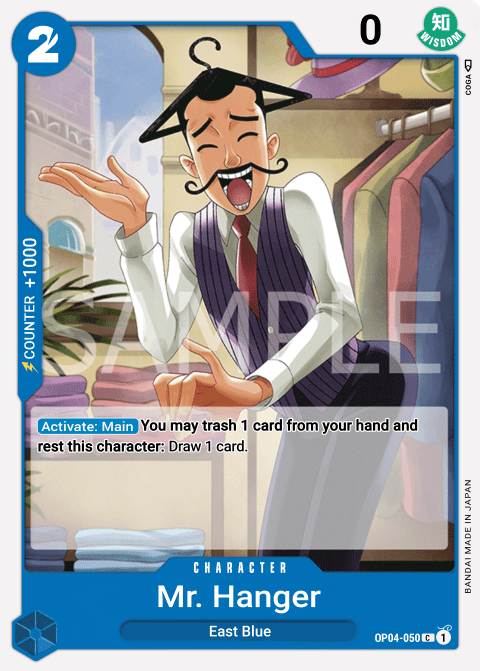 2
0
知
WISDOM
COGA
COUNTER +1000
SAMPLE
Activate: Main You may trash 1 card from your hand and
rest this character: Draw 1 card.
BANDAI MADE IN JAPAN
CHARACTER
Mr. Hanger
East Blue
OP04-050 C 1